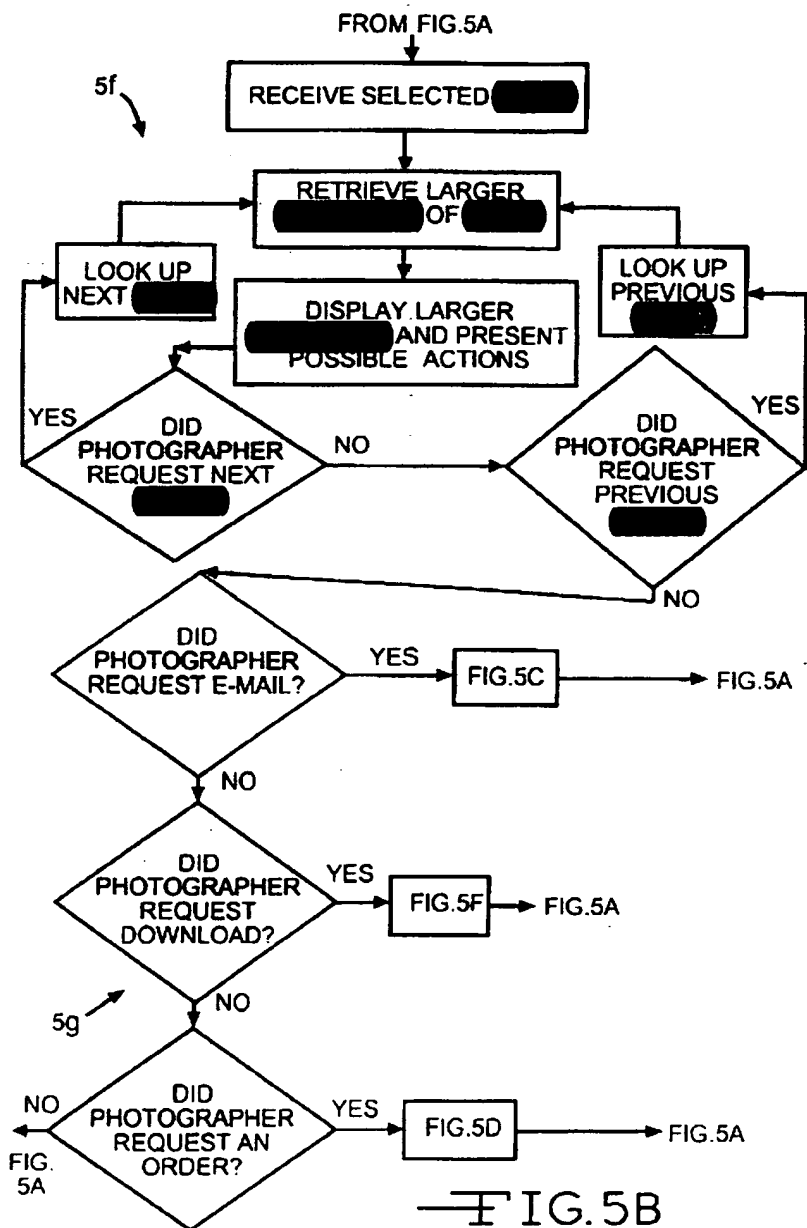 FROM FIG.5A
5f
RECEIVE SELECTED
RETRIEVE LARGER
OF
LOOK UP
NEXT
LOOK UP
PREVIOUS
DISPLAY LARGER
AND PRESENT
POSSIBLE ACTIONS
YES
DID
PHOTOGRAPHER
REQUEST NEXT
NO
DID
PHOTOGRAPHER
REQUEST
PREVIOUS
YES
NO
DID
PHOTOGRAPHER
REQUEST E-MAIL?
YES
FIG.5C
FIG.5A
NO
DID
PHOTOGRAPHER
REQUEST
DOWNLOAD?
YES
FIG.5F
FIG.5A
5g
NO
DID
PHOTOGRAPHER
REQUEST AN
ORDER?
NO
FIG.
5A
YES
FIG.5D
FIG.5A
FIG.5B